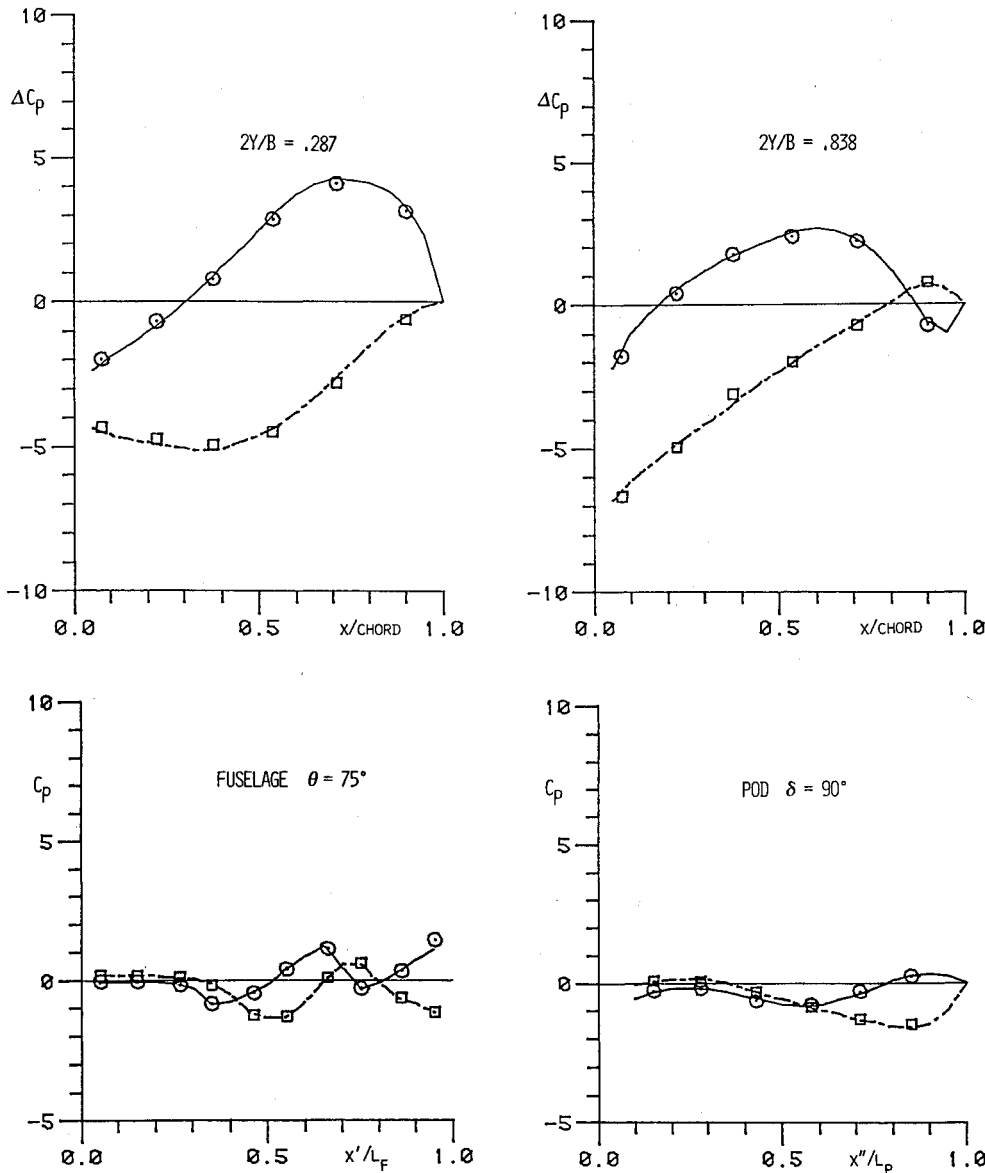 10
ΔCp
2Y/B = .287
5
0
-5
-10
0.0
0.5
1.0
X/CHORD
10
ΔCp
2Y/B = .838
5
0
-5
-10
0.0
0.5
1.0
X/CHORD
10
Cp
FUSELAGE θ = 75°
5
0
-5
0.0
0.5
1.0
X′/LF
10
Cp
POD δ = 90°
5
0
-5
0.0
0.5
1.0
X″/LP